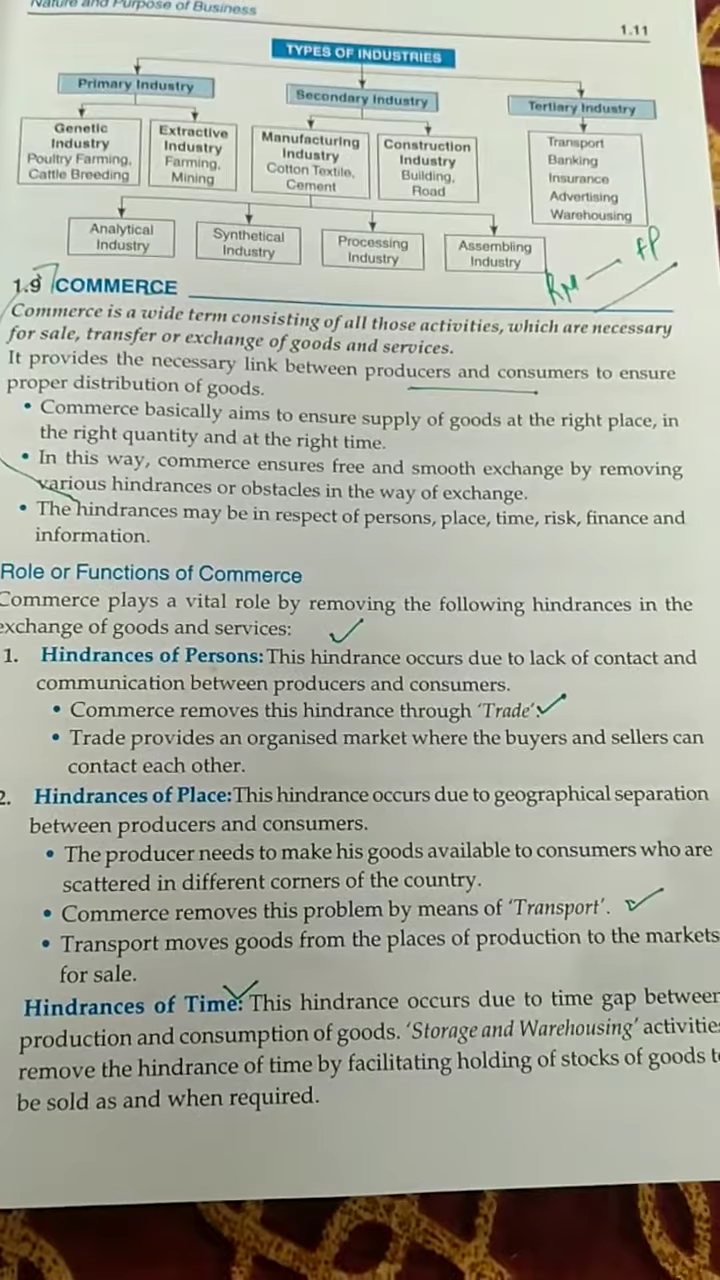 Nature and Purpose of Business
1.11
TYPES OF INDUSTRIES
Primary Industry
Secondary Industry
Tertiary Industry
Genetic
Industry
Poultry Farming,
Cattle Breeding
Extractive
Industry
Farming,
Mining
Manufacturing
Industry
Cotton Textile,
Cement
Construction
Industry
Building,
Road
Transport
Banking
Insurance
Advertising
Warehousing
Analytical
Industry
Synthetical
Industry
Processing
Industry
Assembling
Industry
RM — FP
1.9 COMMERCE
Commerce is a wide term consisting of all those activities, which are necessary
for sale, transfer or exchange of goods and services.
It provides the necessary link between producers and consumers to ensure
proper distribution of goods.
• Commerce basically aims to ensure supply of goods at the right place, in
the right quantity and at the right time.
• In this way, commerce ensures free and smooth exchange by removing
various hindrances or obstacles in the way of exchange.
• The hindrances may be in respect of persons, place, time, risk, finance and
information.
Role or Functions of Commerce
Commerce plays a vital role by removing the following hindrances in the
exchange of goods and services:
1. Hindrances of Persons: This hindrance occurs due to lack of contact and
communication between producers and consumers.
• Commerce removes this hindrance through 'Trade'.
• Trade provides an organised market where the buyers and sellers can
contact each other.
2. Hindrances of Place: This hindrance occurs due to geographical separation
between producers and consumers.
• The producer needs to make his goods available to consumers who are
scattered in different corners of the country.
• Commerce removes this problem by means of 'Transport'.
• Transport moves goods from the places of production to the markets
for sale.
Hindrances of Time: This hindrance occurs due to time gap between
production and consumption of goods. 'Storage and Warehousing' activitie
remove the hindrance of time by facilitating holding of stocks of goods t
be sold as and when required.